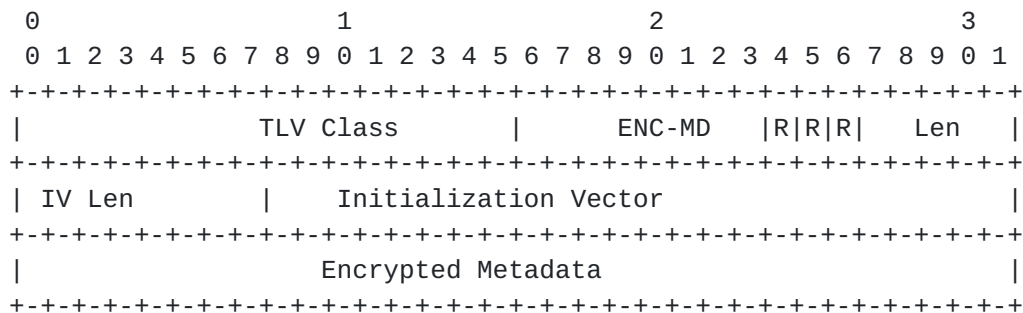 0                   1                   2                   3
 0 1 2 3 4 5 6 7 8 9 0 1 2 3 4 5 6 7 8 9 0 1 2 3 4 5 6 7 8 9 0 1
+-+-+-+-+-+-+-+-+-+-+-+-+-+-+-+-+-+-+-+-+-+-+-+-+-+-+-+-+-+-+-+-+
|               TLV Class       |      ENC-MD   |R|R|R|   Len   |
+-+-+-+-+-+-+-+-+-+-+-+-+-+-+-+-+-+-+-+-+-+-+-+-+-+-+-+-+-+-+-+-+
| IV Len        |    Initialization Vector                      |
+-+-+-+-+-+-+-+-+-+-+-+-+-+-+-+-+-+-+-+-+-+-+-+-+-+-+-+-+-+-+-+-+
|                   Encrypted Metadata                          |
+-+-+-+-+-+-+-+-+-+-+-+-+-+-+-+-+-+-+-+-+-+-+-+-+-+-+-+-+-+-+-+-+